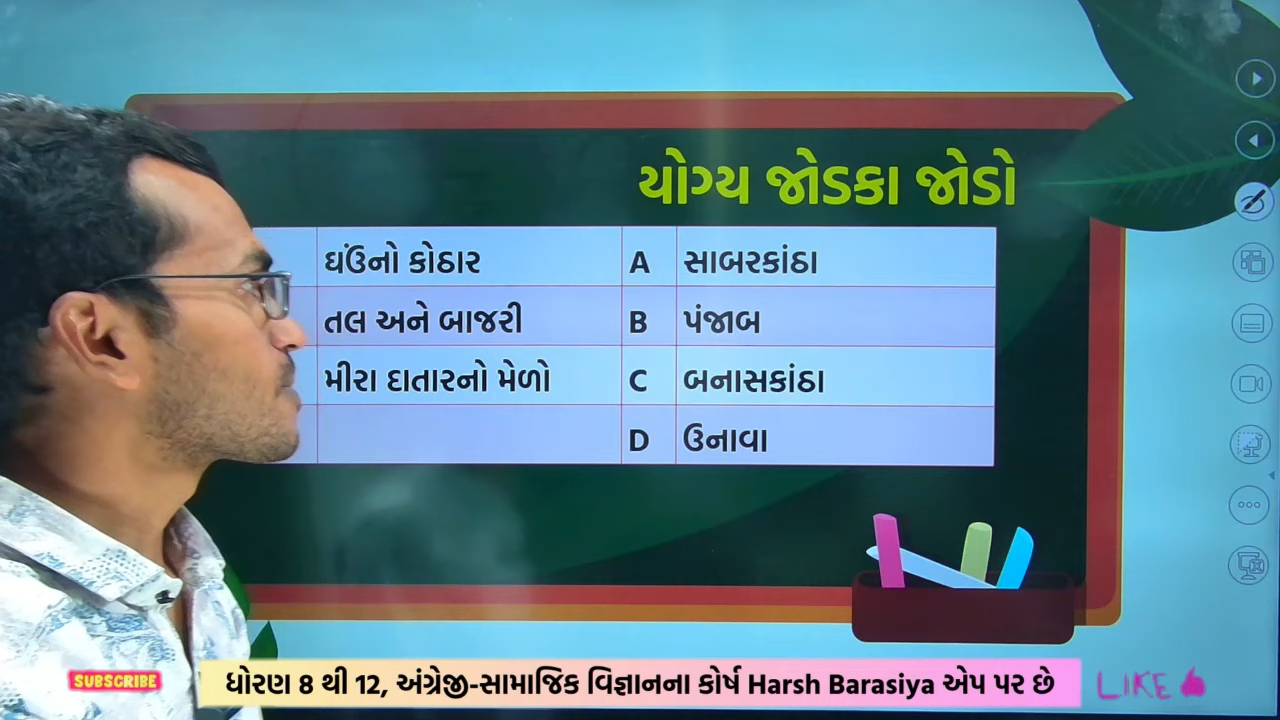 યોગ્ય જોડકા જોડો
ઘઉંનો કોઠાર A સાબરકાંઠા
તલ અને બાજરી B પંજાબ
મીરા દાતારનો મેળો C બનાસકાંઠા
D ઉનાવા
SUBSCRIBE
ધોરણ 8 થી 12, અંગ્રેજી-સામાજિક વિજ્ઞાનના કોર્ષ Harsh Barasiya એપ પર છે
LIKE